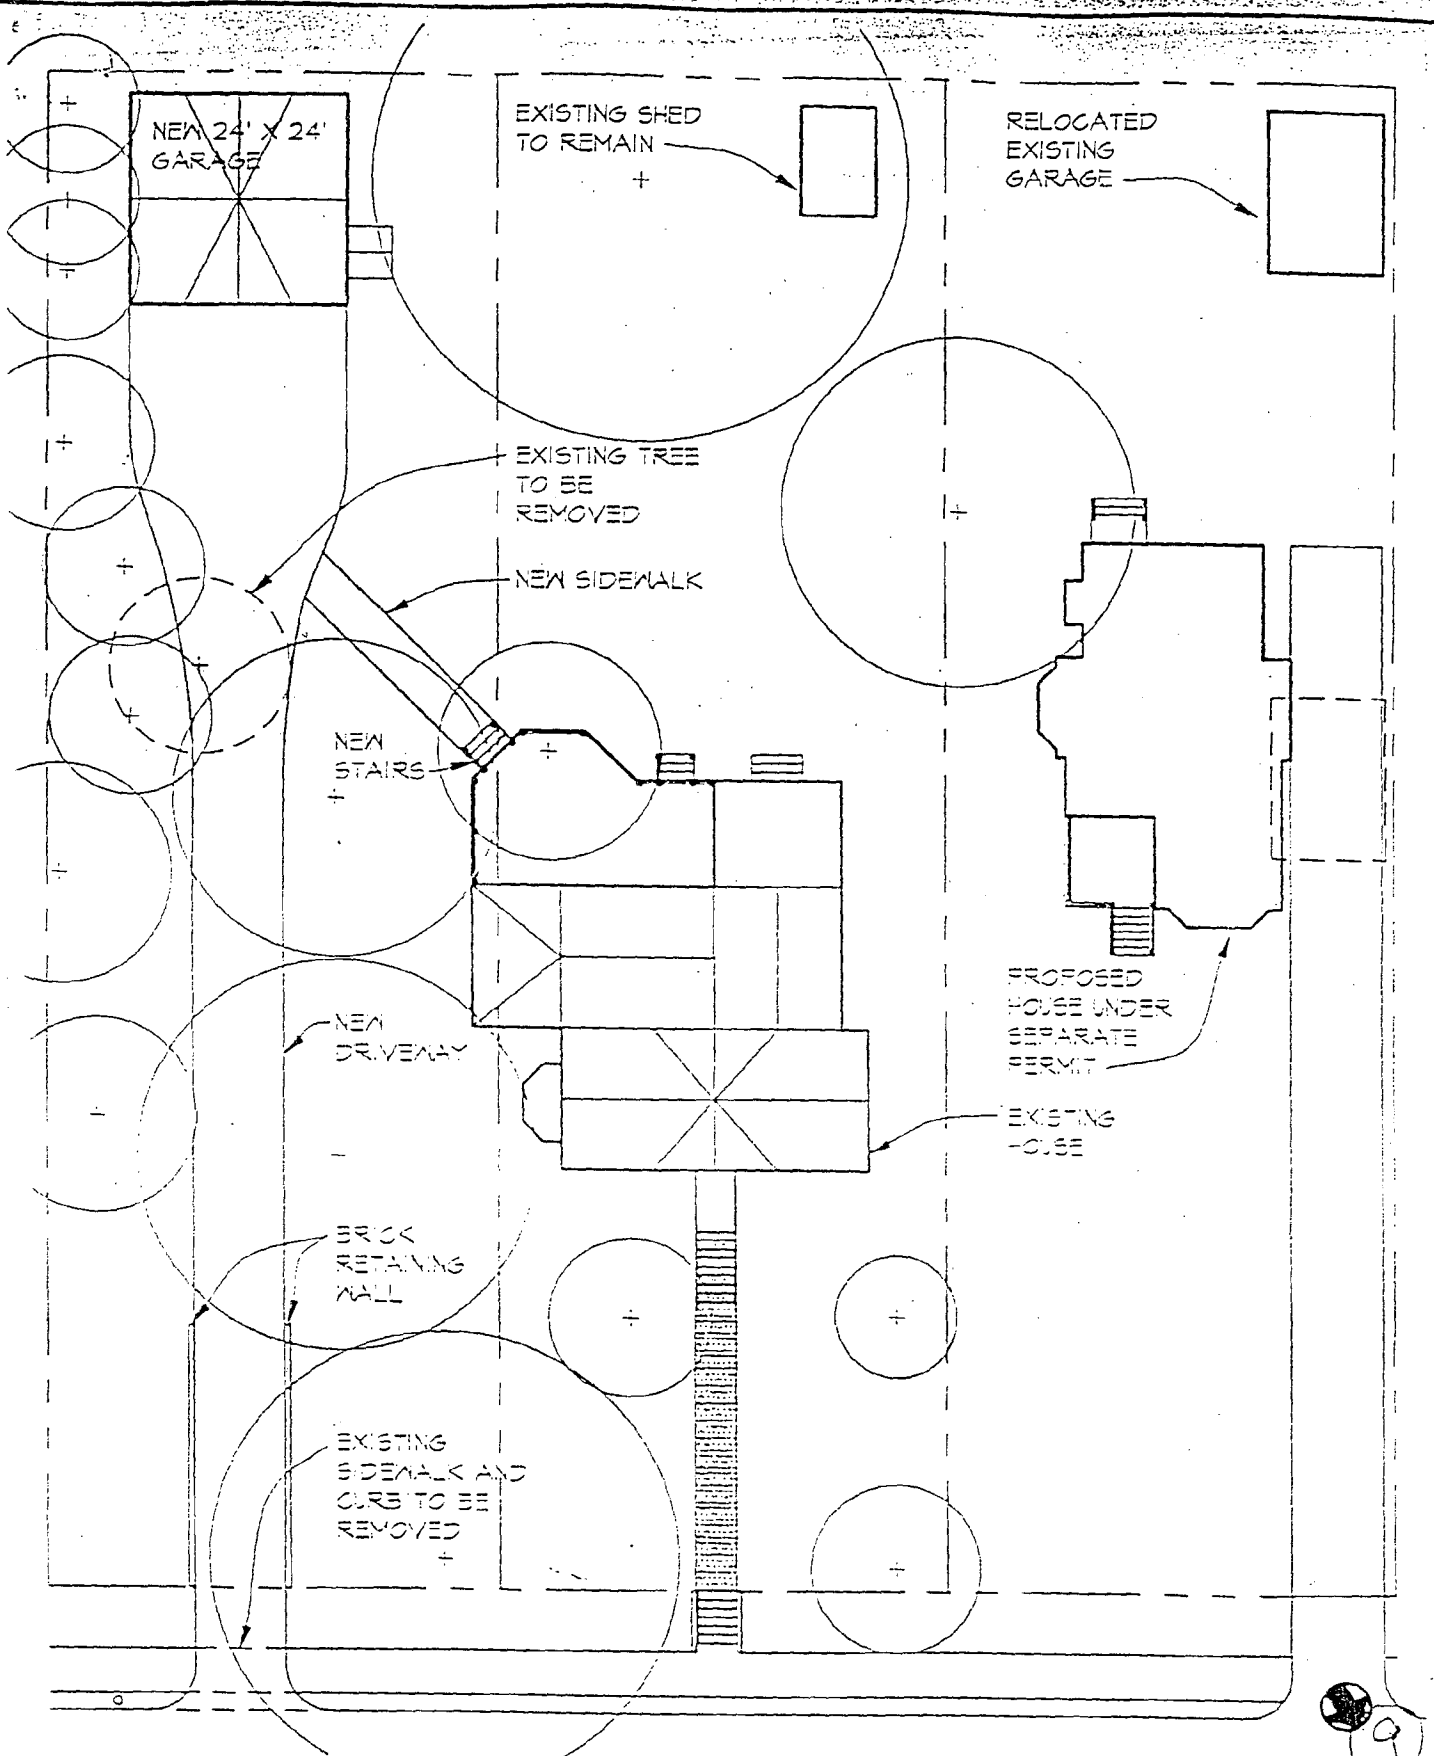 NEW 24' X 24'
GARAGE
EXISTING SHED
TO REMAIN
RELOCATED
EXISTING
GARAGE
EXISTING TREE
TO BE
REMOVED
NEW SIDEWALK
NEW
STAIRS
PROPOSED
HOUSE UNDER
SEPARATE
PERMIT
NEW
DRIVEWAY
EXISTING
HOUSE
BRICK
RETAINING
WALL
EXISTING
SIDEWALK AND
CURB TO BE
REMOVED